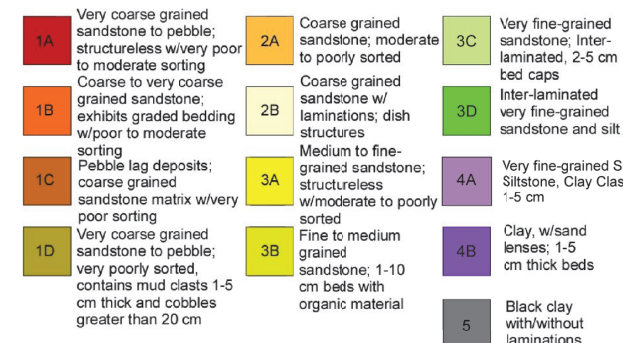 1A
Very coarse grained
sandstone to pebble;
structureless w/very poor
to moderate sorting
1B
Coarse to very coarse
grained sandstone;
exhibits graded bedding
w/poor to moderate
sorting
1C
Pebble lag deposits;
coarse grained
sandstone matrix w/very
poor sorting
1D
Very coarse grained
sandstone to pebble;
very poorly sorted,
contains mud clasts 1-5
cm thick and cobbles
greater than 20 cm
2A
Coarse grained
sandstone; moderate
to poorly sorted
2B
Coarse grained
sandstone w/
laminations; dish
structures
3A
Medium to fine-
grained sandstone;
structureless
w/moderate to poorly
sorted
3B
Fine to medium
grained
sandstone; 1-10
cm beds with
organic material
3C
Very fine-grained
sandstone; Inter-
laminated, 2-5 cm
bed caps
3D
Inter-laminated
very fine-grained
sandstone and silt
4A
Very fine-grained S
Siltstone, Clay Clas
1-5 cm
4B
Clay, w/sand
lenses; 1-5
cm thick beds
5
Black clay
with/without
laminations